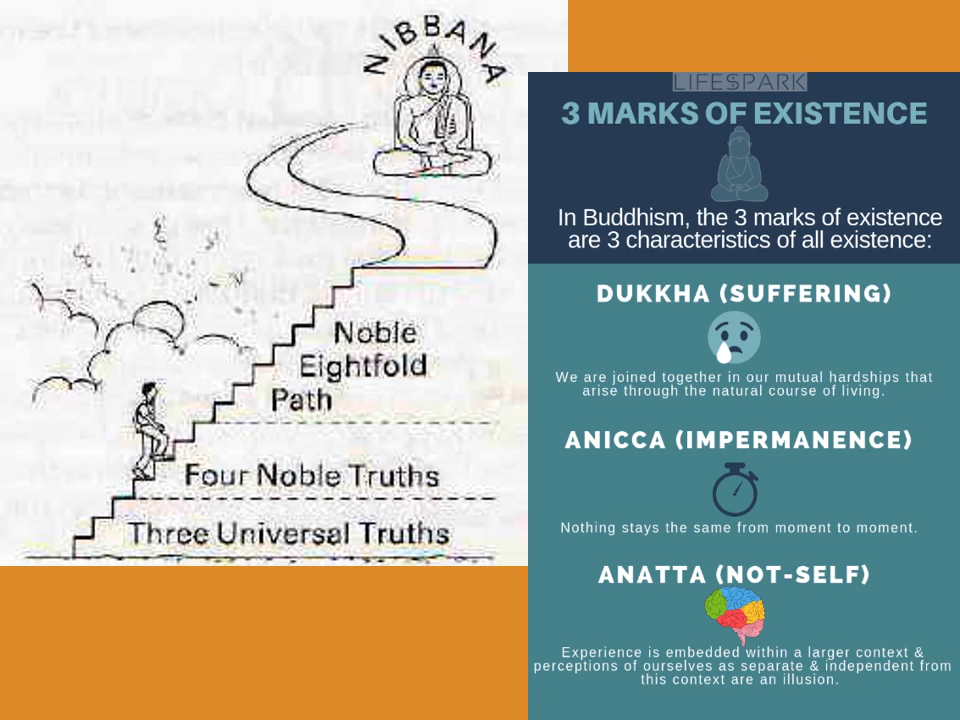 NIBBANA
Noble
Eightfold
Path
Four Noble Truths
Three Universal Truths
LIFESPARK
3 MARKS OF EXISTENCE
In Buddhism, the 3 marks of existence
are 3 characteristics of all existence:
DUKKHA (SUFFERING)
We are joined together in our mutual hardships that
arise through the natural course of living.
ANICCA (IMPERMANENCE)
Nothing stays the same from moment to moment.
ANATTA (NOT-SELF)
Experience is embedded within a larger context &
perceptions of ourselves as separate & independent from
this context are an illusion.